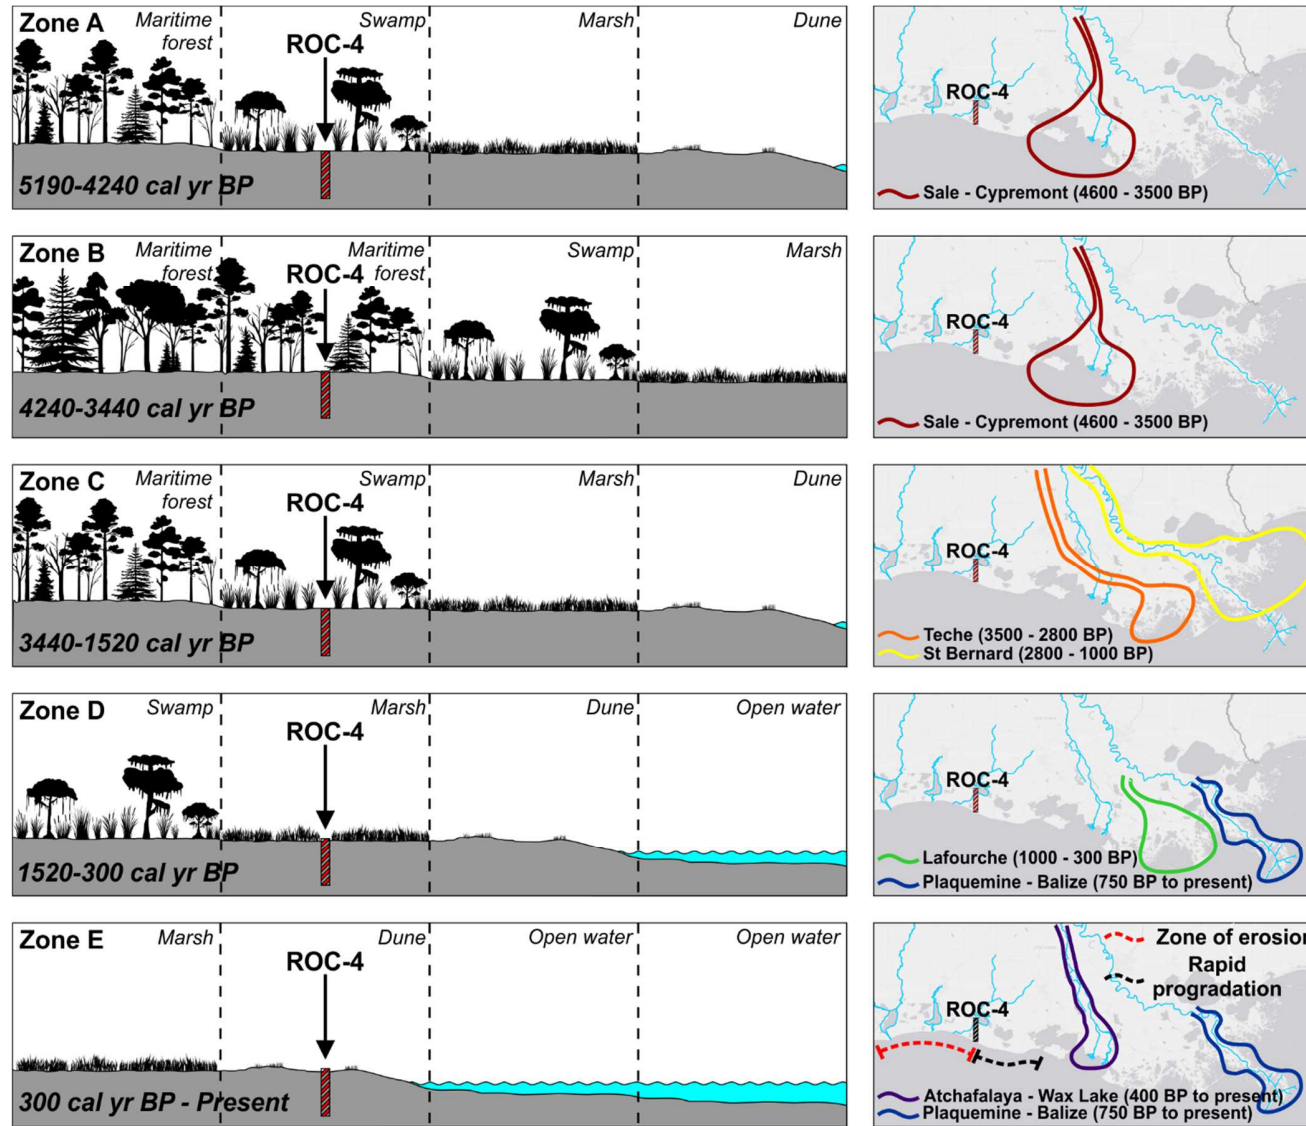 Zone A
Maritime
forest
Swamp
Marsh
Dune
ROC-4
5190-4240 cal yr BP
ROC-4
Sale - Cypremont (4600 - 3500 BP)
Zone B
Maritime
forest
Maritime
forest
Swamp
Marsh
ROC-4
4240-3440 cal yr BP
ROC-4
Sale - Cypremont (4600 - 3500 BP)
Zone C
Maritime
forest
Swamp
Marsh
Dune
ROC-4
3440-1520 cal yr BP
ROC-4
Teche (3500 - 2800 BP)
St Bernard (2800 - 1000 BP)
Zone D
Swamp
Marsh
Dune
Open water
ROC-4
1520-300 cal yr BP
ROC-4
Lafourche (1000 - 300 BP)
Plaquemine - Balize (750 BP to present)
Zone E
Marsh
Dune
Open water
Open water
ROC-4
300 cal yr BP - Present
Zone of erosion
Rapid
progradation
ROC-4
Atchafalaya - Wax Lake (400 BP to present)
Plaquemine - Balize (750 BP to present)